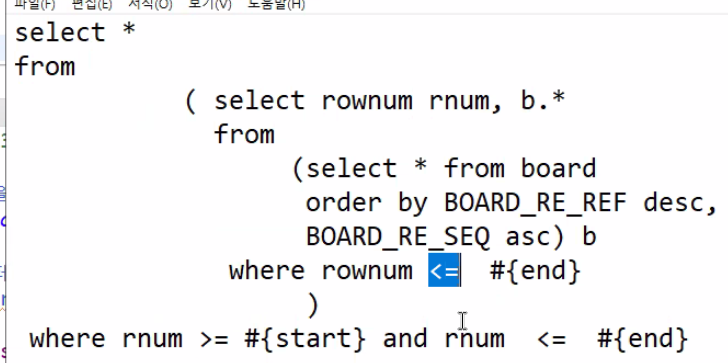 파일(F) 편집(E) 서식(O) 보기(V) 도움말(H)
select *
from
( select rownum rnum, b.*
from
(select * from board
order by BOARD_RE_REF desc,
BOARD_RE_SEQ asc) b
where rownum <= #{end}
)
where rnum >= #{start} and rnum <= #{end}